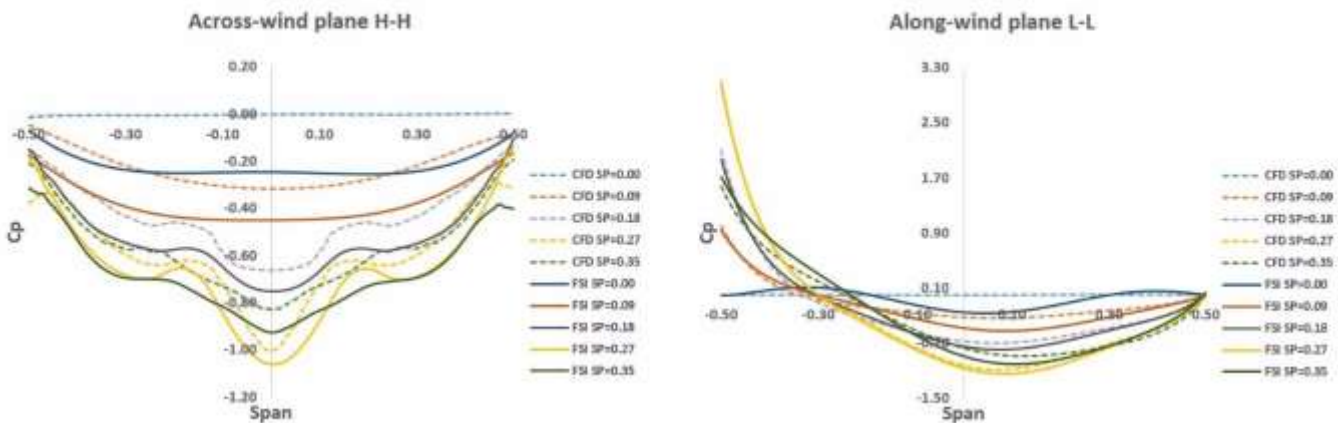 Across-wind plane H-H
0.20
-0.00
-0.50
-0.30
-0.10
0.10
0.30
0.50
-0.20
-0.40
-0.60
-0.80
-1.00
-1.20
Cp
Span
CFD SP=0.00
CFD SP=0.09
CFD SP=0.18
CFD SP=0.27
CFD SP=0.35
FSI SP=0.00
FSI SP=0.09
FSI SP=0.18
FSI SP=0.27
FSI SP=0.35
Along-wind plane L-L
3.30
2.50
1.70
0.90
0.10
-0.50
-0.30
-0.10
0.10
0.30
0.50
-0.70
-1.50
Cp
Span
CFD SP=0.00
CFD SP=0.09
CFD SP=0.18
CFD SP=0.27
CFD SP=0.35
FSI SP=0.00
FSI SP=0.09
FSI SP=0.18
FSI SP=0.27
FSI SP=0.35